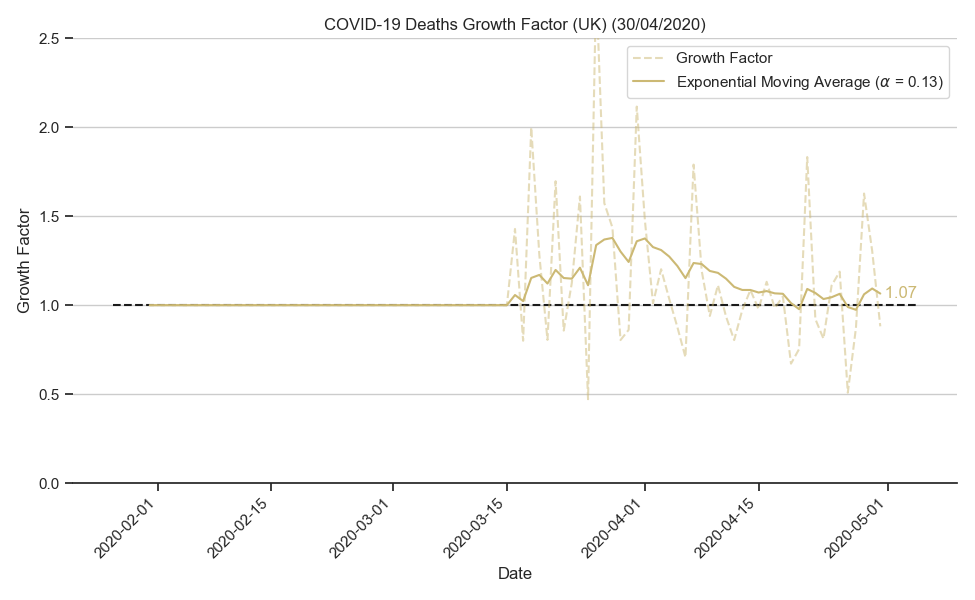 COVID-19 Deaths Growth Factor (UK) (30/04/2020)
Growth Factor
Exponential Moving Average (α = 0.13)
2.5
2.0
1.5
1.0
0.5
0.0
Growth Factor
1.07
2020-02-01
2020-02-15
2020-03-01
2020-03-15
2020-04-01
2020-04-15
2020-05-01
Date